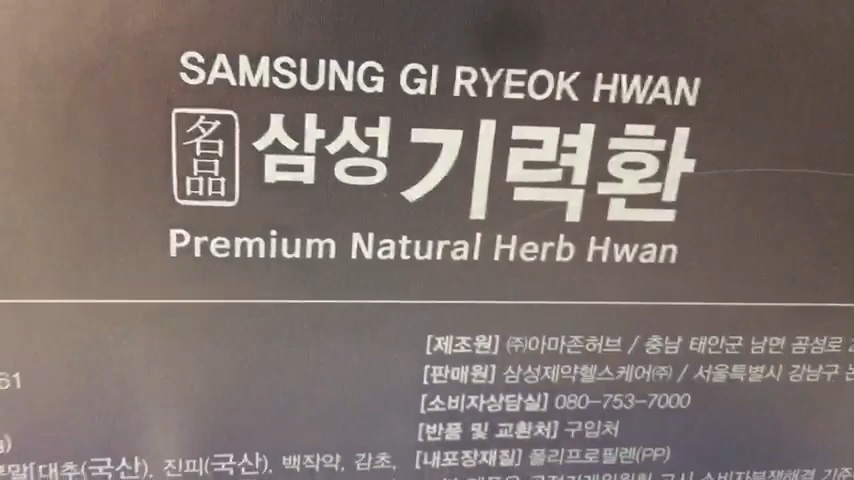 SAMSUNG GI RYEOK HWAN
名品 삼성 기력환
Premium Natural Herb Hwan
[제조원] ㈜아마존허브 / 충남 태안군 남면 곰섬로
61
[판매원] 삼성제약헬스케어㈜ / 서울특별시 강남구
[소비자상담실] 080-753-7000
[반품 및 교환처] 구입처
[내포장재질] 폴리프로필렌(PP)
분말[대추(국산), 진피(국산), 백작약, 감초,